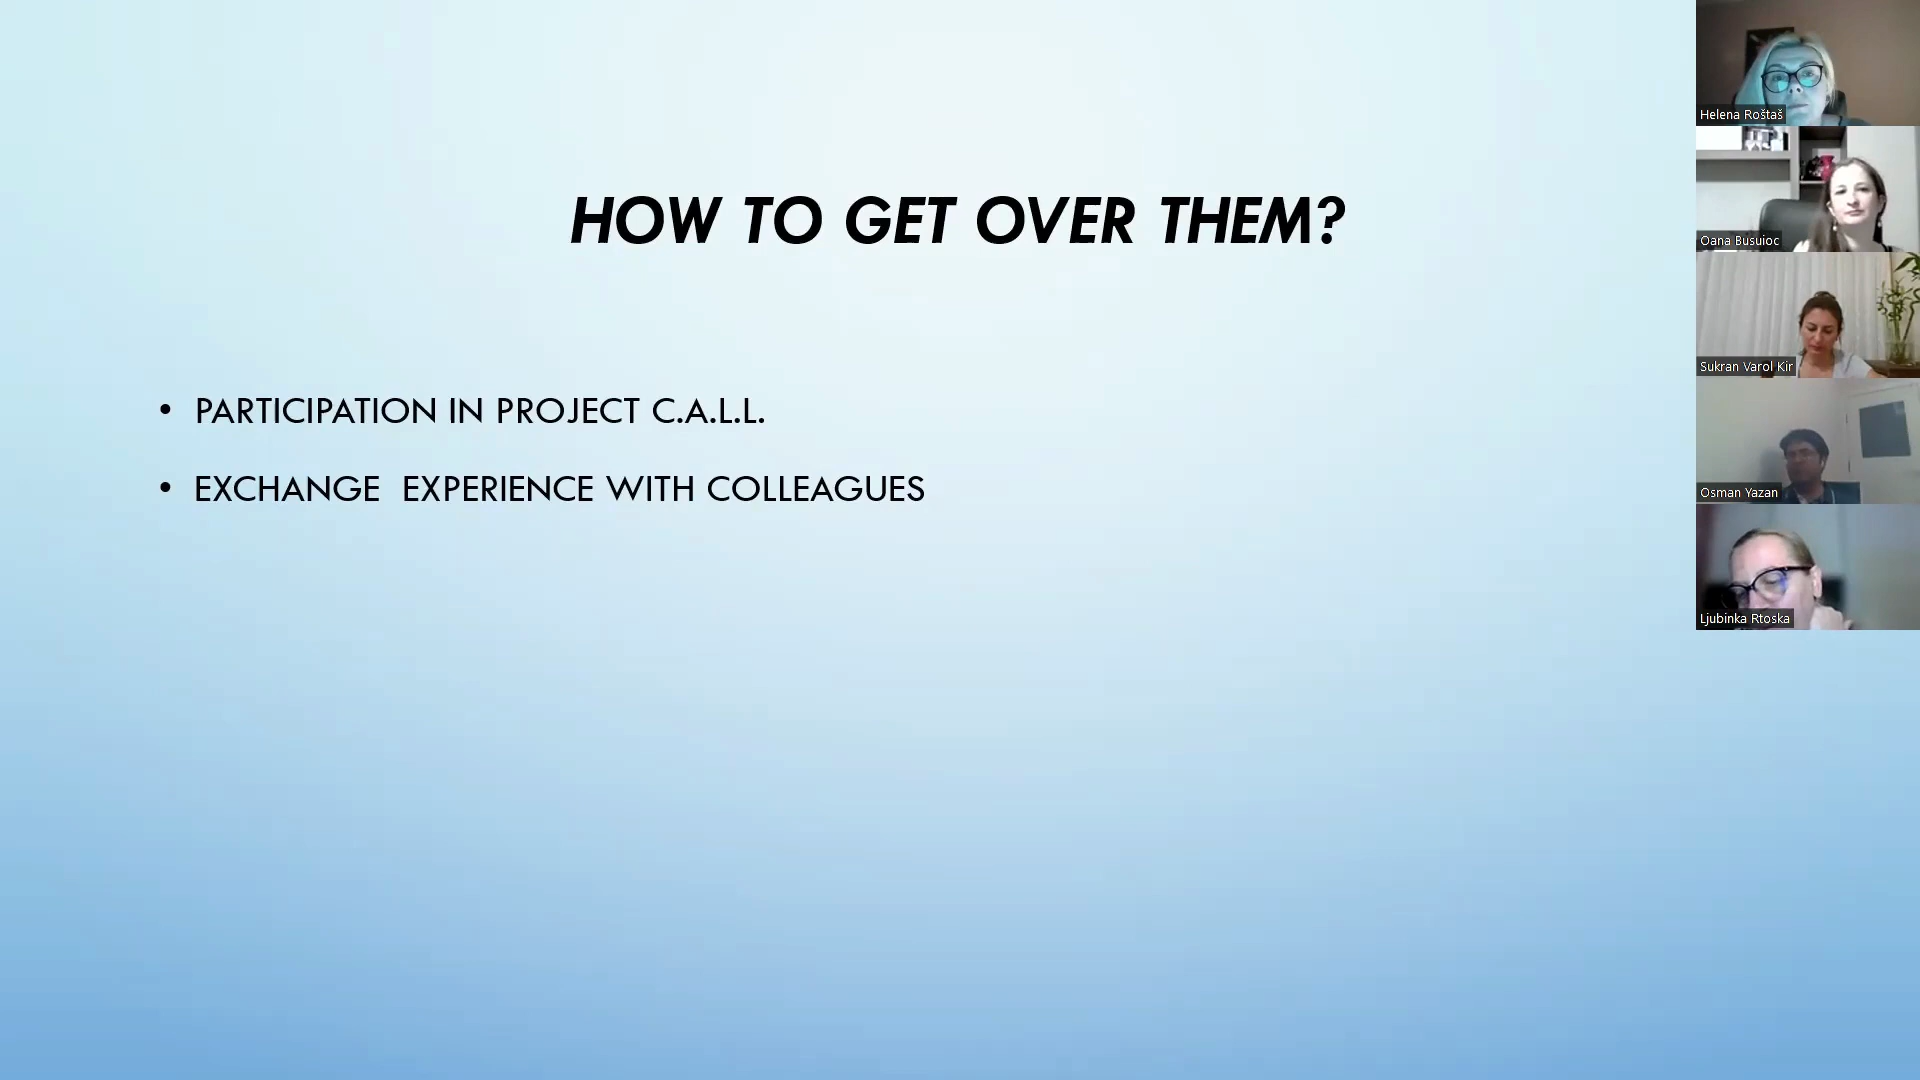 HOW TO GET OVER THEM?
• PARTICIPATION IN PROJECT C.A.L.L.
• EXCHANGE  EXPERIENCE WITH COLLEAGUES
Helena Roštaš
Oana Busuioc
Sukran Varol Kir
Osman Yazan
Ljubinka Rtoska